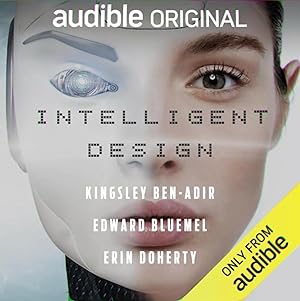 audible ORIGINAL
INTELLIGENT
DESIGN
KINGSLEY BEN-ADIR
EDWARD BLUEMEL
ERIN DOHERTY
ONLY FROM
audible